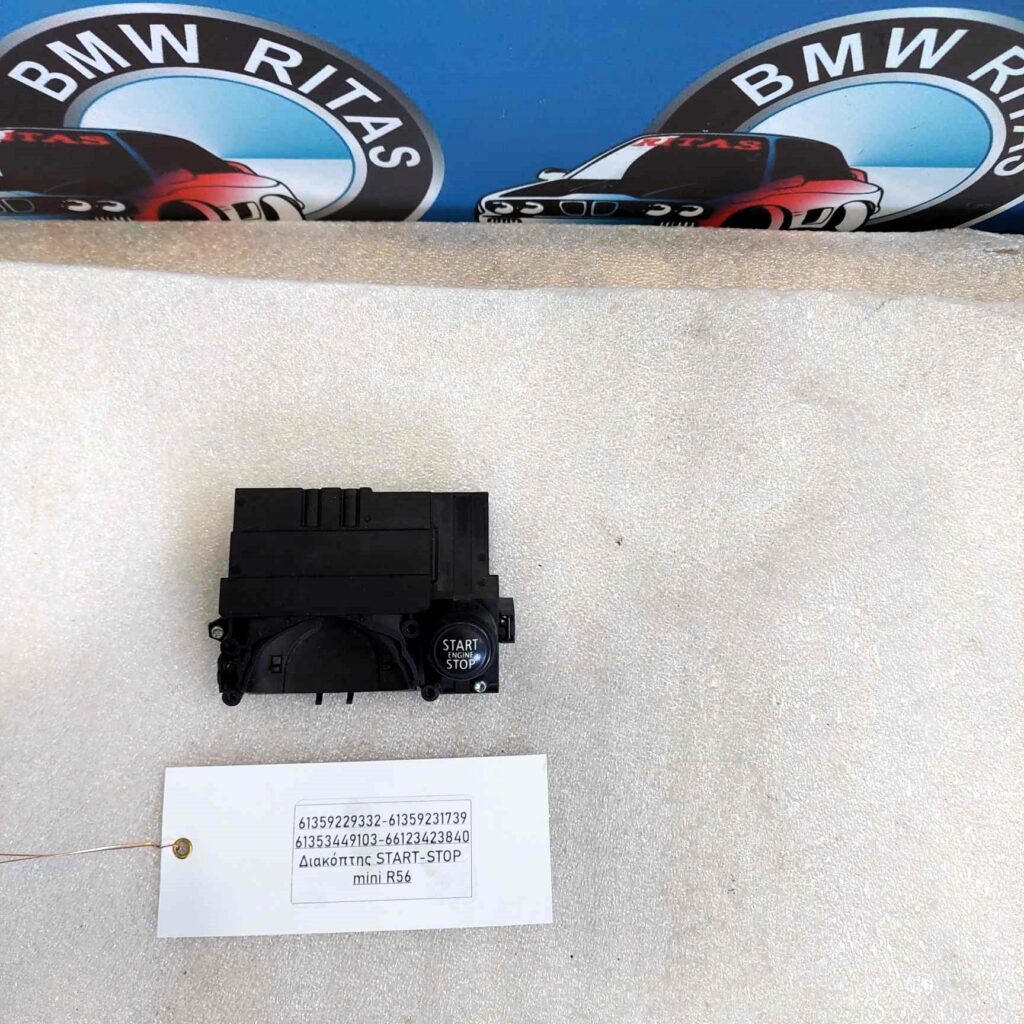 BMW RITAS
RITAS
BMW RITAS
RITAS
START
ENGINE
STOP
61359229332-61359231739
61353449103-66123423840
Διακόπτης START-STOP
mini R56